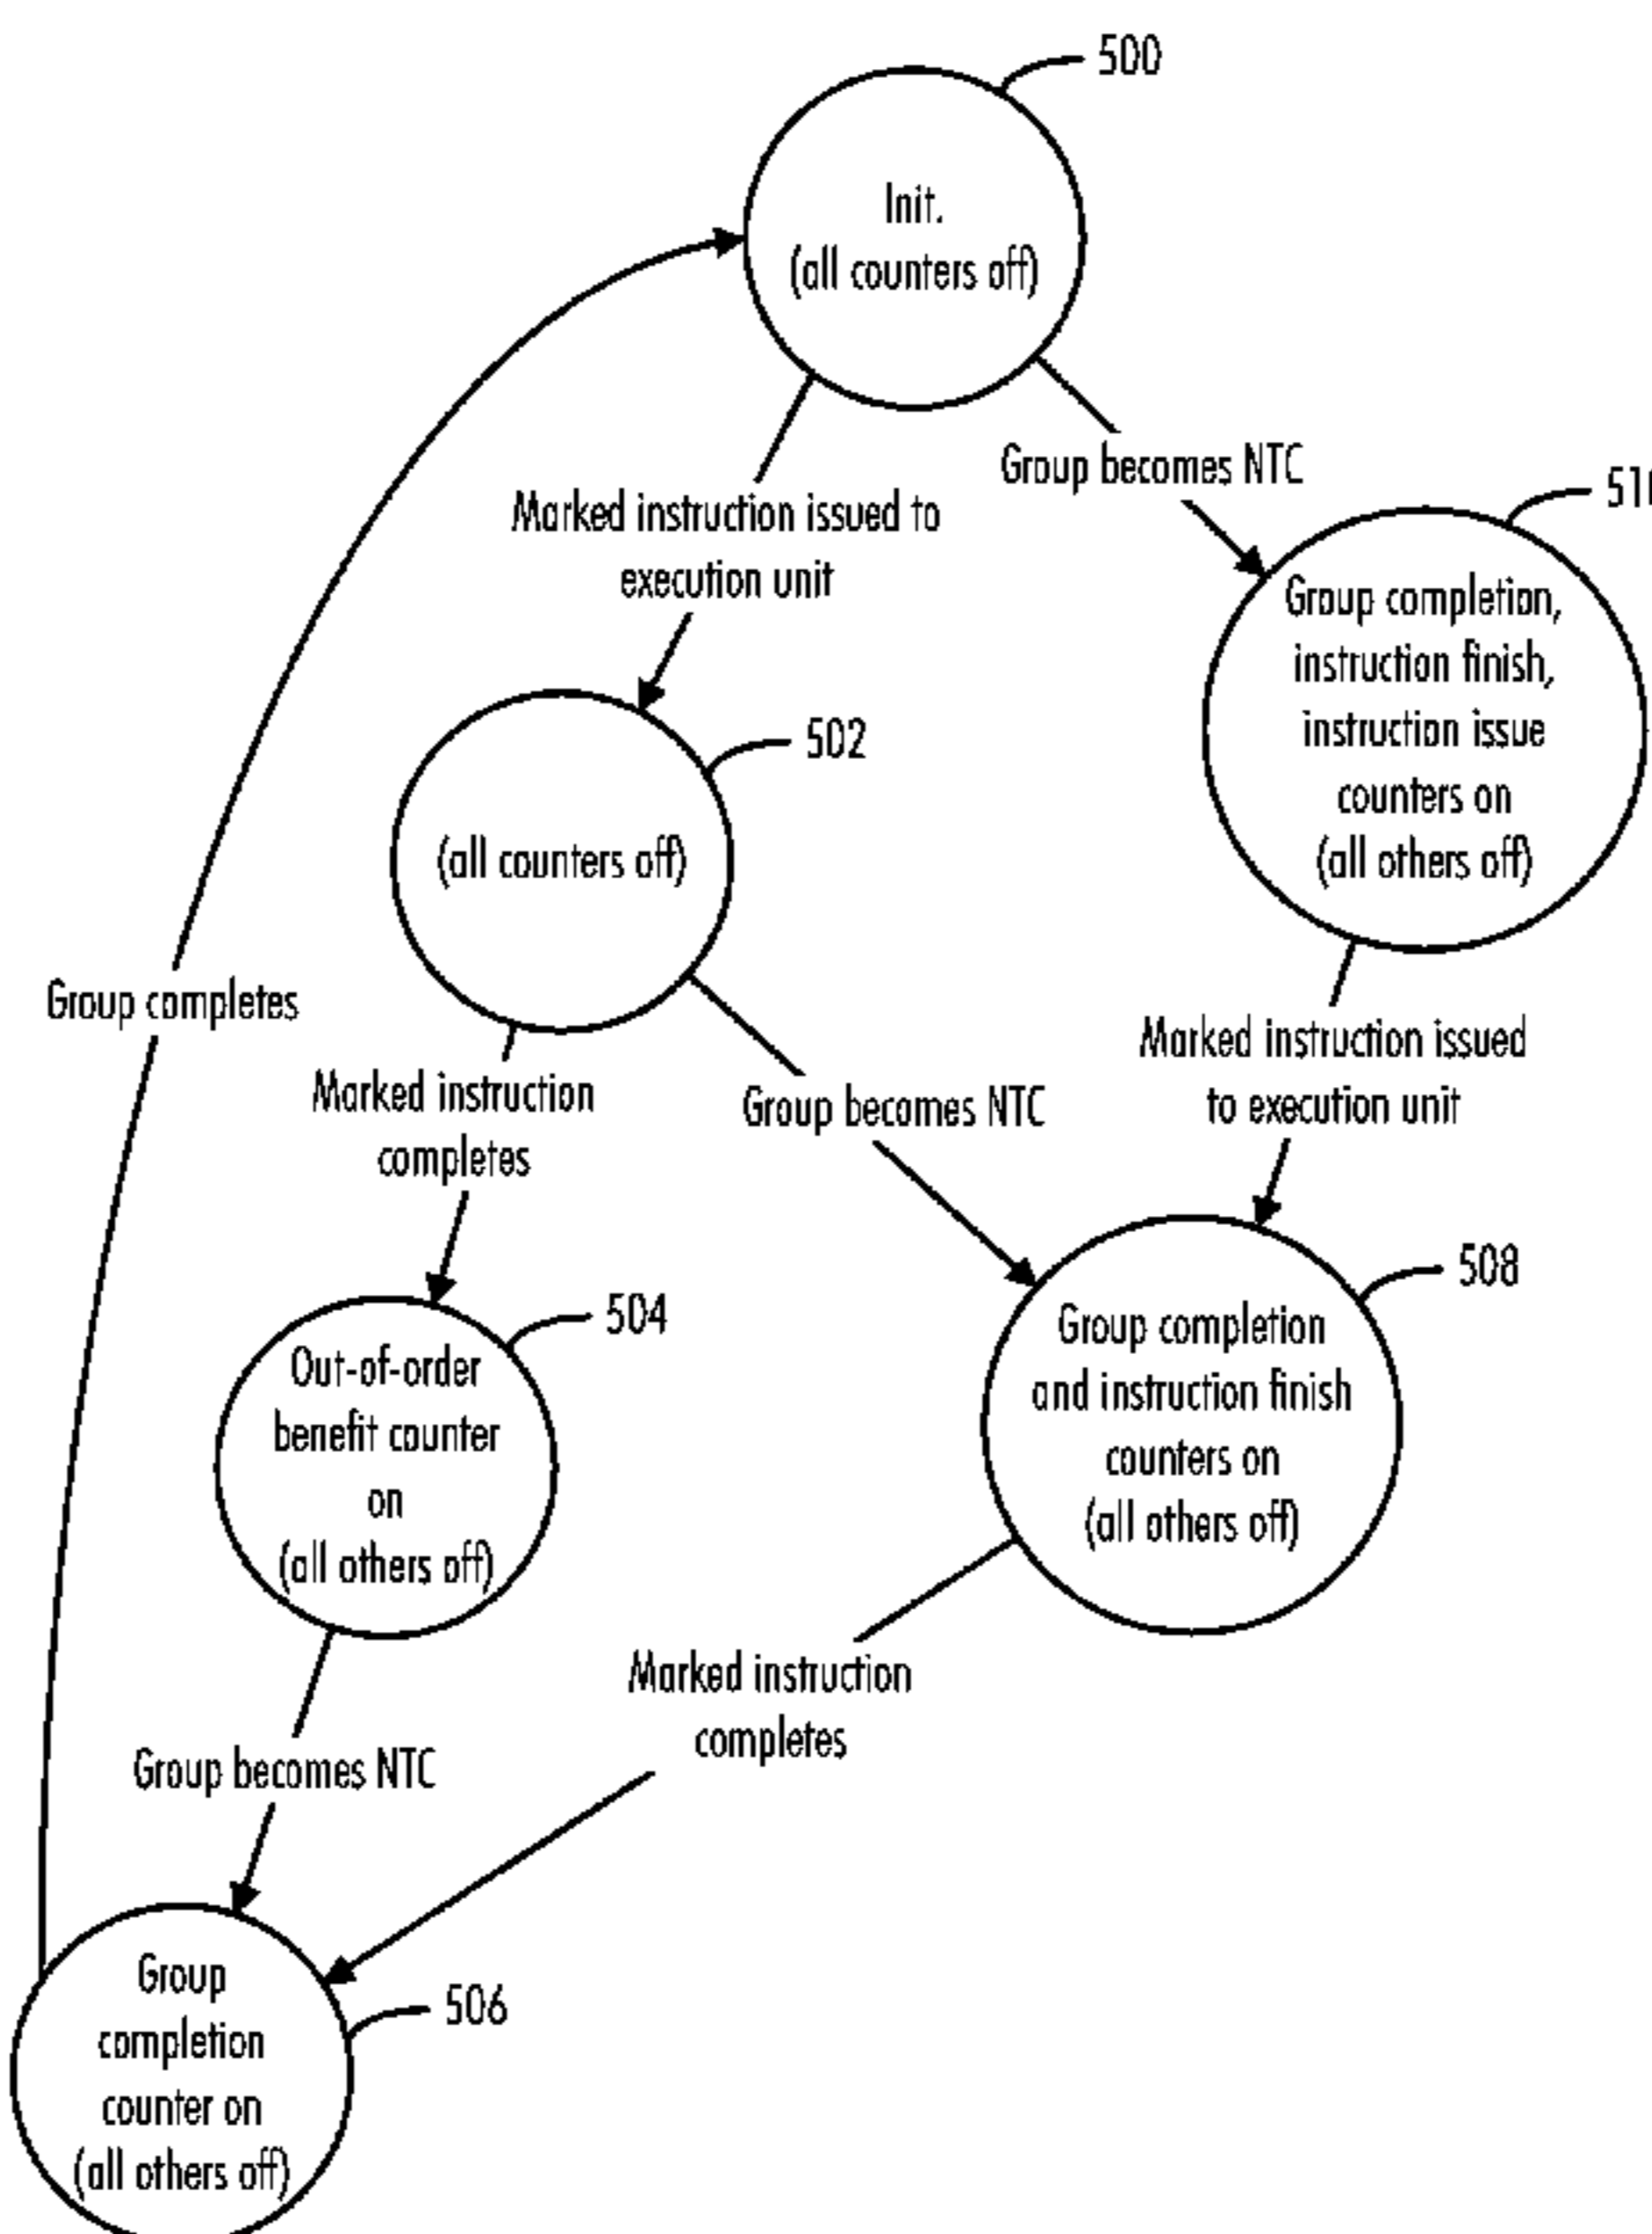 500
Init.
(all counters off)
Group becomes NTC
Marked instruction issued to
execution unit
Group completion,
instruction finish,
instruction issue
counters on
(all others off)
502
(all counters off)
Group completes
Marked instruction issued
to execution unit
Marked instruction
completes
Group becomes NTC
508
504
Out-of-order
benefit counter
on
(all others off)
Group completion
and instruction finish
counters on
(all others off)
Marked instruction
completes
Group becomes NTC
506
Group
completion
counter on
(all others off)